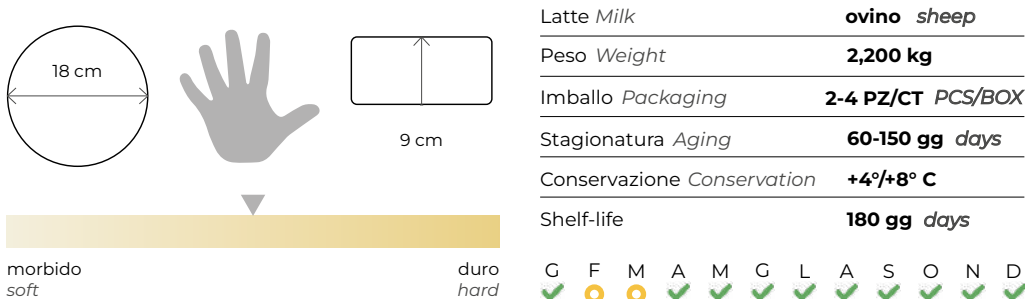 18 cm
9 cm
morbido
soft
duro
hard
Latte Milk ovino sheep
Peso Weight 2,200 kg
Imballo Packaging 2-4 PZ/CT PCS/BOX
Stagionatura Aging 60-150 gg days
Conservazione Conservation +4°/+8° C
Shelf-life 180 gg days
G F M A M G L A S O N D